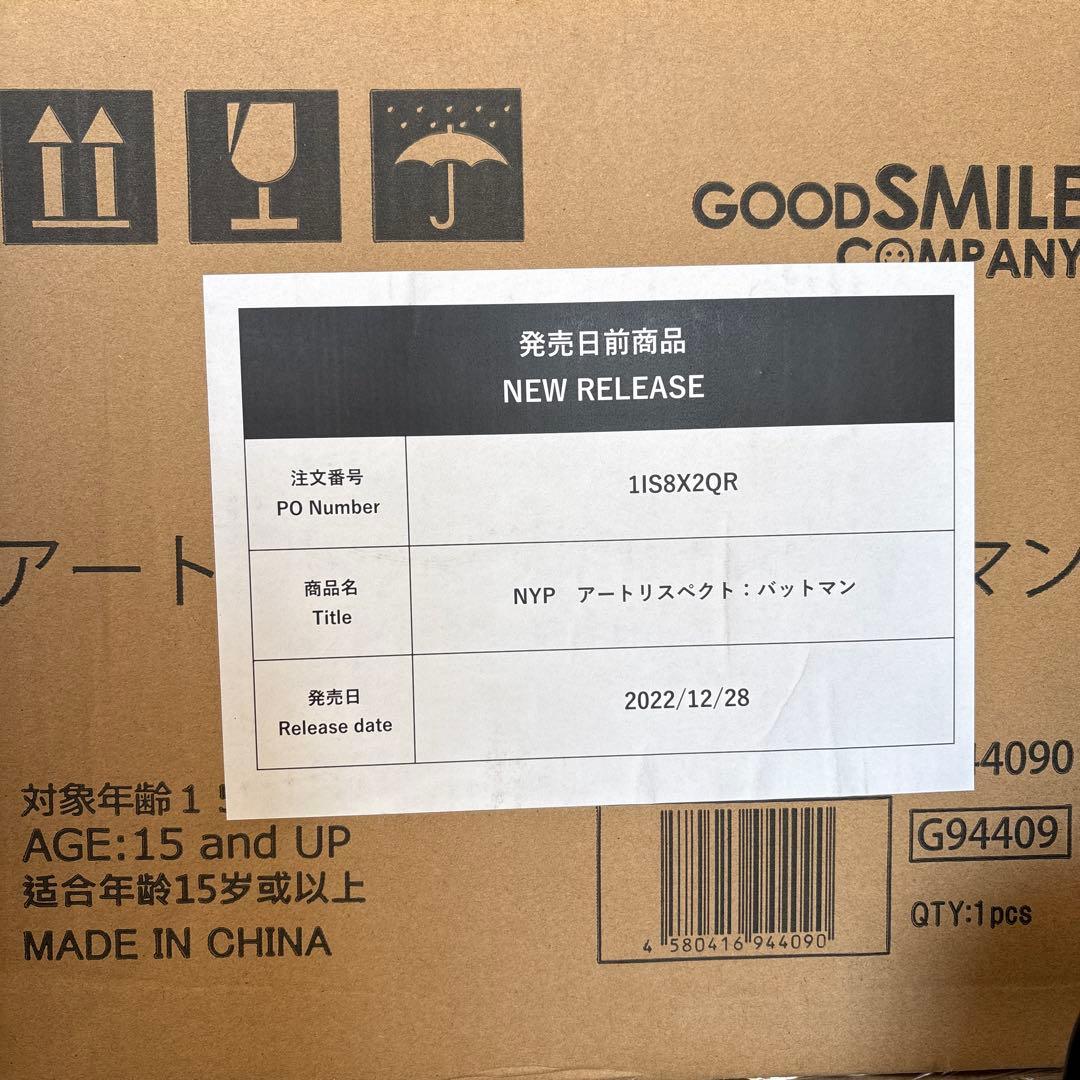 GOODSMILE
COMPANY
発売日前商品
NEW RELEASE
注文番号
PO Number
1IS8X2QR
商品名
Title
NYP アートリスペクト：バットマン
発売日
Release date
2022/12/28
アート
マン
対象年齢１
AGE:15 and UP
适合年龄15岁或以上
MADE IN CHINA
4090
G94409
QTY:1pcs
4 580416 944090